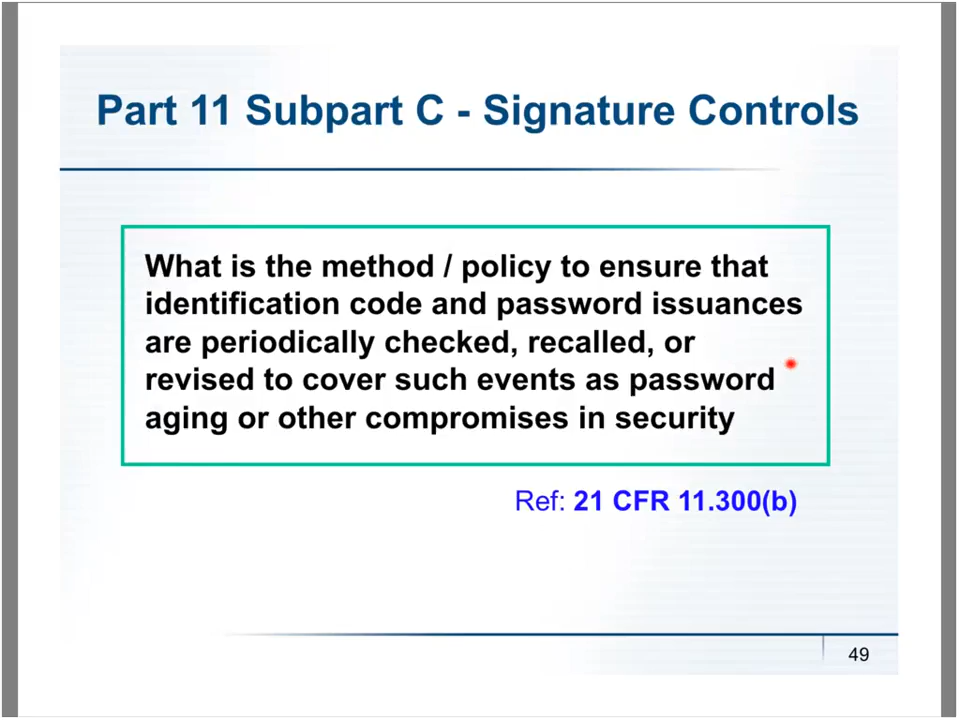 Part 11 Subpart C - Signature Controls
What is the method / policy to ensure that
identification code and password issuances
are periodically checked, recalled, or
revised to cover such events as password
aging or other compromises in security
Ref: 21 CFR 11.300(b)
49